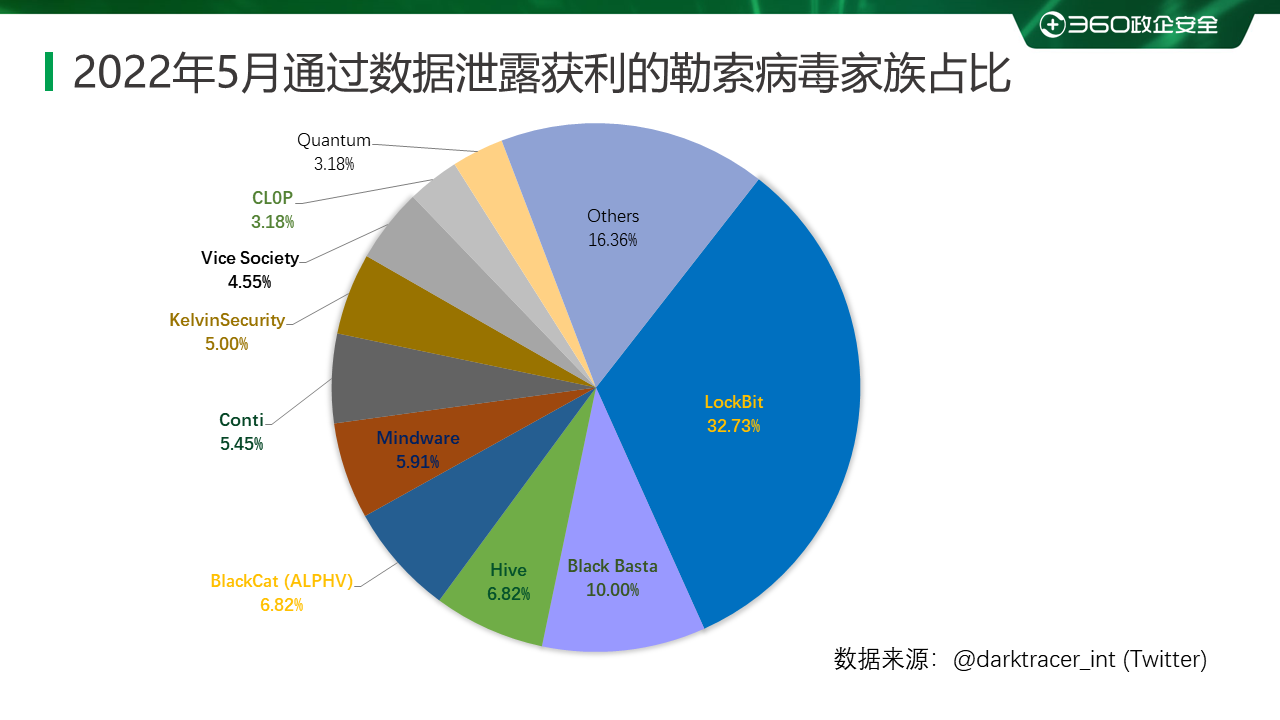 360政企安全
2022年5月通过数据泄露获利的勒索病毒家族占比
Quantum
3.18%
CL0P
3.18%
Vice Society
4.55%
KelvinSecurity
5.00%
Conti
5.45%
Mindware
5.91%
BlackCat (ALPHV)
6.82%
Hive
6.82%
Black Basta
10.00%
LockBit
32.73%
Others
16.36%
数据来源：@darktracer_int (Twitter)